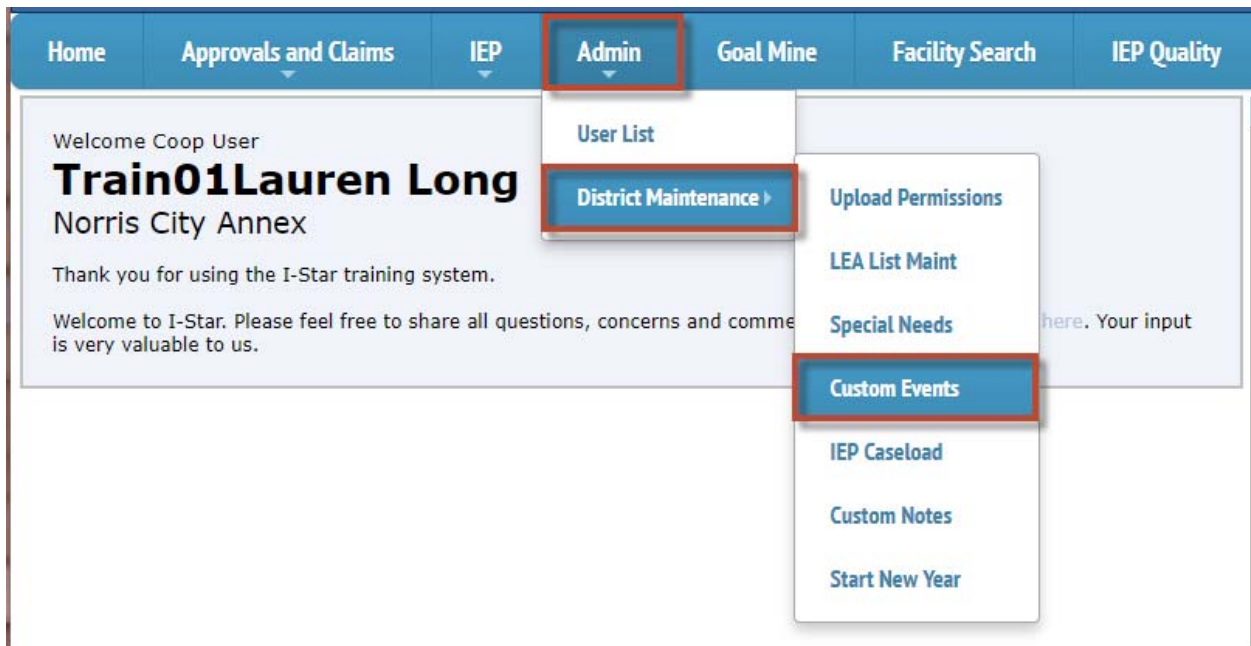 Home Approvals and Claims IEP Admin Goal Mine Facility Search IEP Quality
User List
District Maintenance
Upload Permissions
LEA List Maint
Special Needs
Custom Events
IEP Caseload
Custom Notes
Start New Year
Welcome Coop User
Train01Lauren Long
Norris City Annex
Thank you for using the I-Star training system.
Welcome to I-Star. Please feel free to share all questions, concerns and comme here. Your input
is very valuable to us.